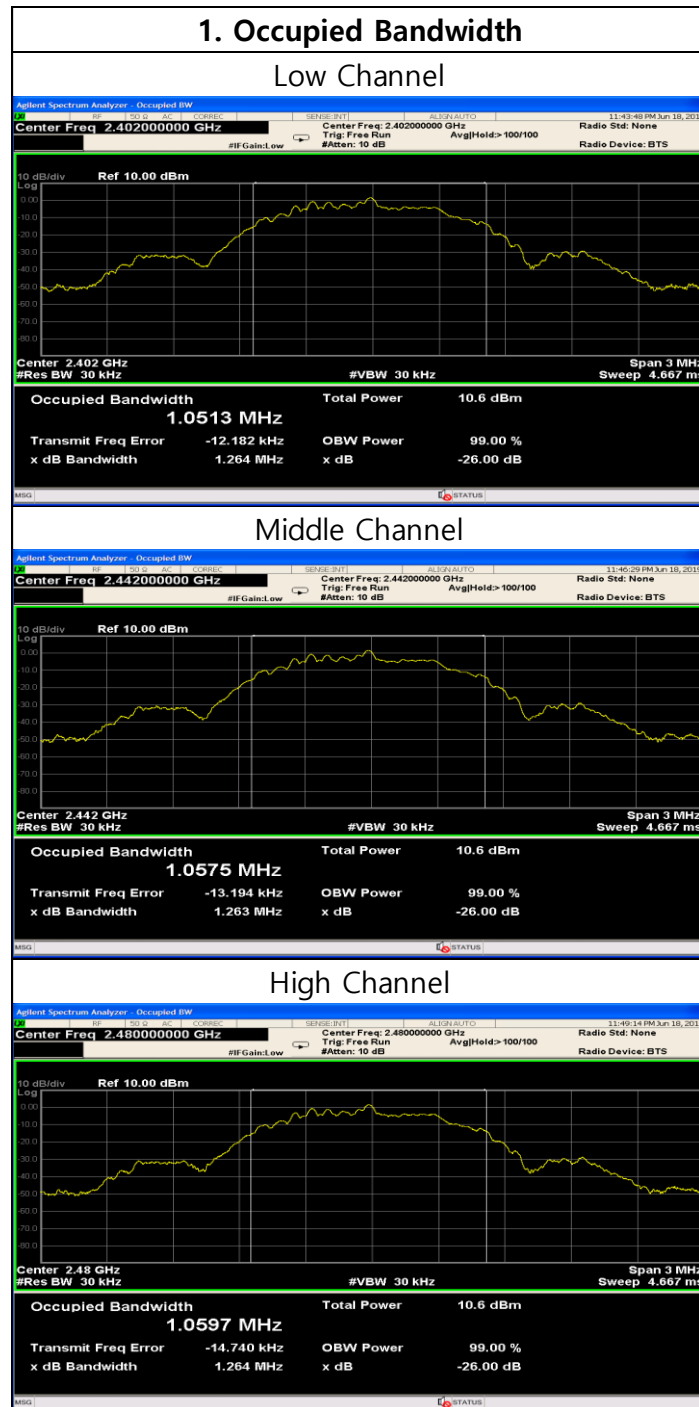 1. Occupied Bandwidth
Low Channel
Agilent Spectrum Analyzer - Occupied BW
RF 50 Ω AC CORREC SENSE:INT ALIGNAUTO 11:43:48 PM Jun 18, 201
Center Freq 2.402000000 GHz Center Freq: 2.402000000 GHz Radio Std: None
Trig: Free Run Avg|Hold:> 100/100
#IFGain:Low #Atten: 10 dB Radio Device: BTS
10 dB/div Ref 10.00 dBm
Log
0.00
-10.0
-20.0
-30.0
-40.0
-50.0
-60.0
-70.0
-80.0
Center 2.402 GHz Span 3 MHz
#Res BW 30 kHz #VBW 30 kHz Sweep 4.667 ms
Occupied Bandwidth Total Power 10.6 dBm
1.0513 MHz
Transmit Freq Error -12.182 kHz OBW Power 99.00 %
x dB Bandwidth 1.264 MHz x dB -26.00 dB
MSG STATUS
Middle Channel
Agilent Spectrum Analyzer - Occupied BW
RF 50 Ω AC CORREC SENSE:INT ALIGNAUTO 11:46:29 PM Jun 18, 2019
Center Freq 2.442000000 GHz Center Freq: 2.442000000 GHz Radio Std: None
Trig: Free Run Avg|Hold:> 100/100
#IFGain:Low #Atten: 10 dB Radio Device: BTS
10 dB/div Ref 10.00 dBm
Log
0.00
-10.0
-20.0
-30.0
-40.0
-50.0
-60.0
-70.0
-80.0
Center 2.442 GHz Span 3 MHz
#Res BW 30 kHz #VBW 30 kHz Sweep 4.667 ms
Occupied Bandwidth Total Power 10.6 dBm
1.0575 MHz
Transmit Freq Error -13.194 kHz OBW Power 99.00 %
x dB Bandwidth 1.263 MHz x dB -26.00 dB
MSG STATUS
High Channel
Agilent Spectrum Analyzer - Occupied BW
RF 50 Ω AC CORREC SENSE:INT ALIGNAUTO 11:49:14 PM Jun 18, 201
Center Freq 2.480000000 GHz Center Freq: 2.480000000 GHz Radio Std: None
Trig: Free Run Avg|Hold:> 100/100
#IFGain:Low #Atten: 10 dB Radio Device: BTS
10 dB/div Ref 10.00 dBm
Log
0.00
-10.0
-20.0
-30.0
-40.0
-50.0
-60.0
-70.0
-80.0
Center 2.48 GHz Span 3 MHz
#Res BW 30 kHz #VBW 30 kHz Sweep 4.667 ms
Occupied Bandwidth Total Power 10.6 dBm
1.0597 MHz
Transmit Freq Error -14.740 kHz OBW Power 99.00 %
x dB Bandwidth 1.264 MHz x dB -26.00 dB
MSG STATUS